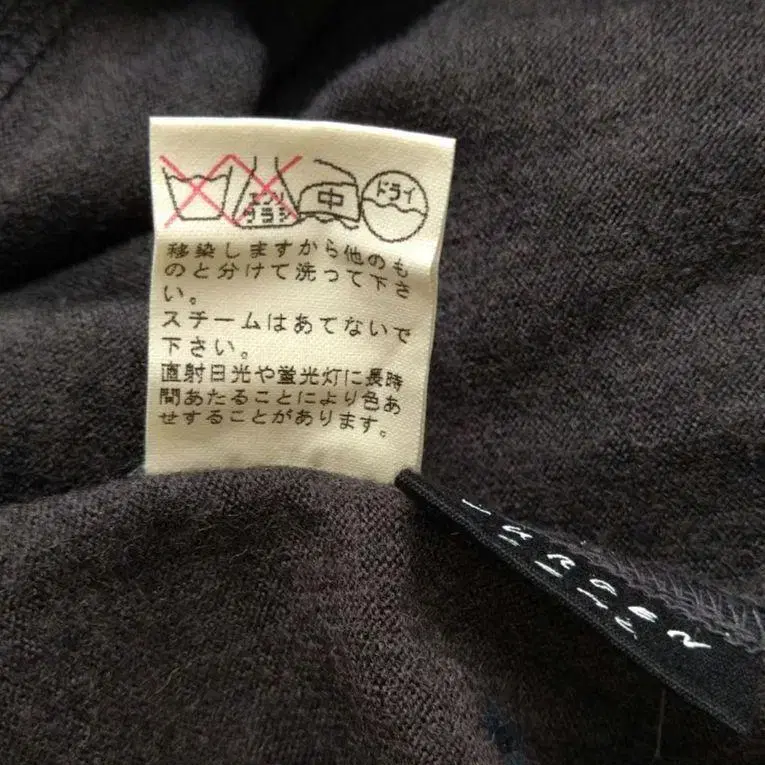 エンソ
サラシ
中
ドライ
移染しますから他のも
のと分けて洗って下さ
い。
スチームはあてないで
下さい。
直射日光や蛍光灯に長時
間あたることにより色あ
せすることがあります。